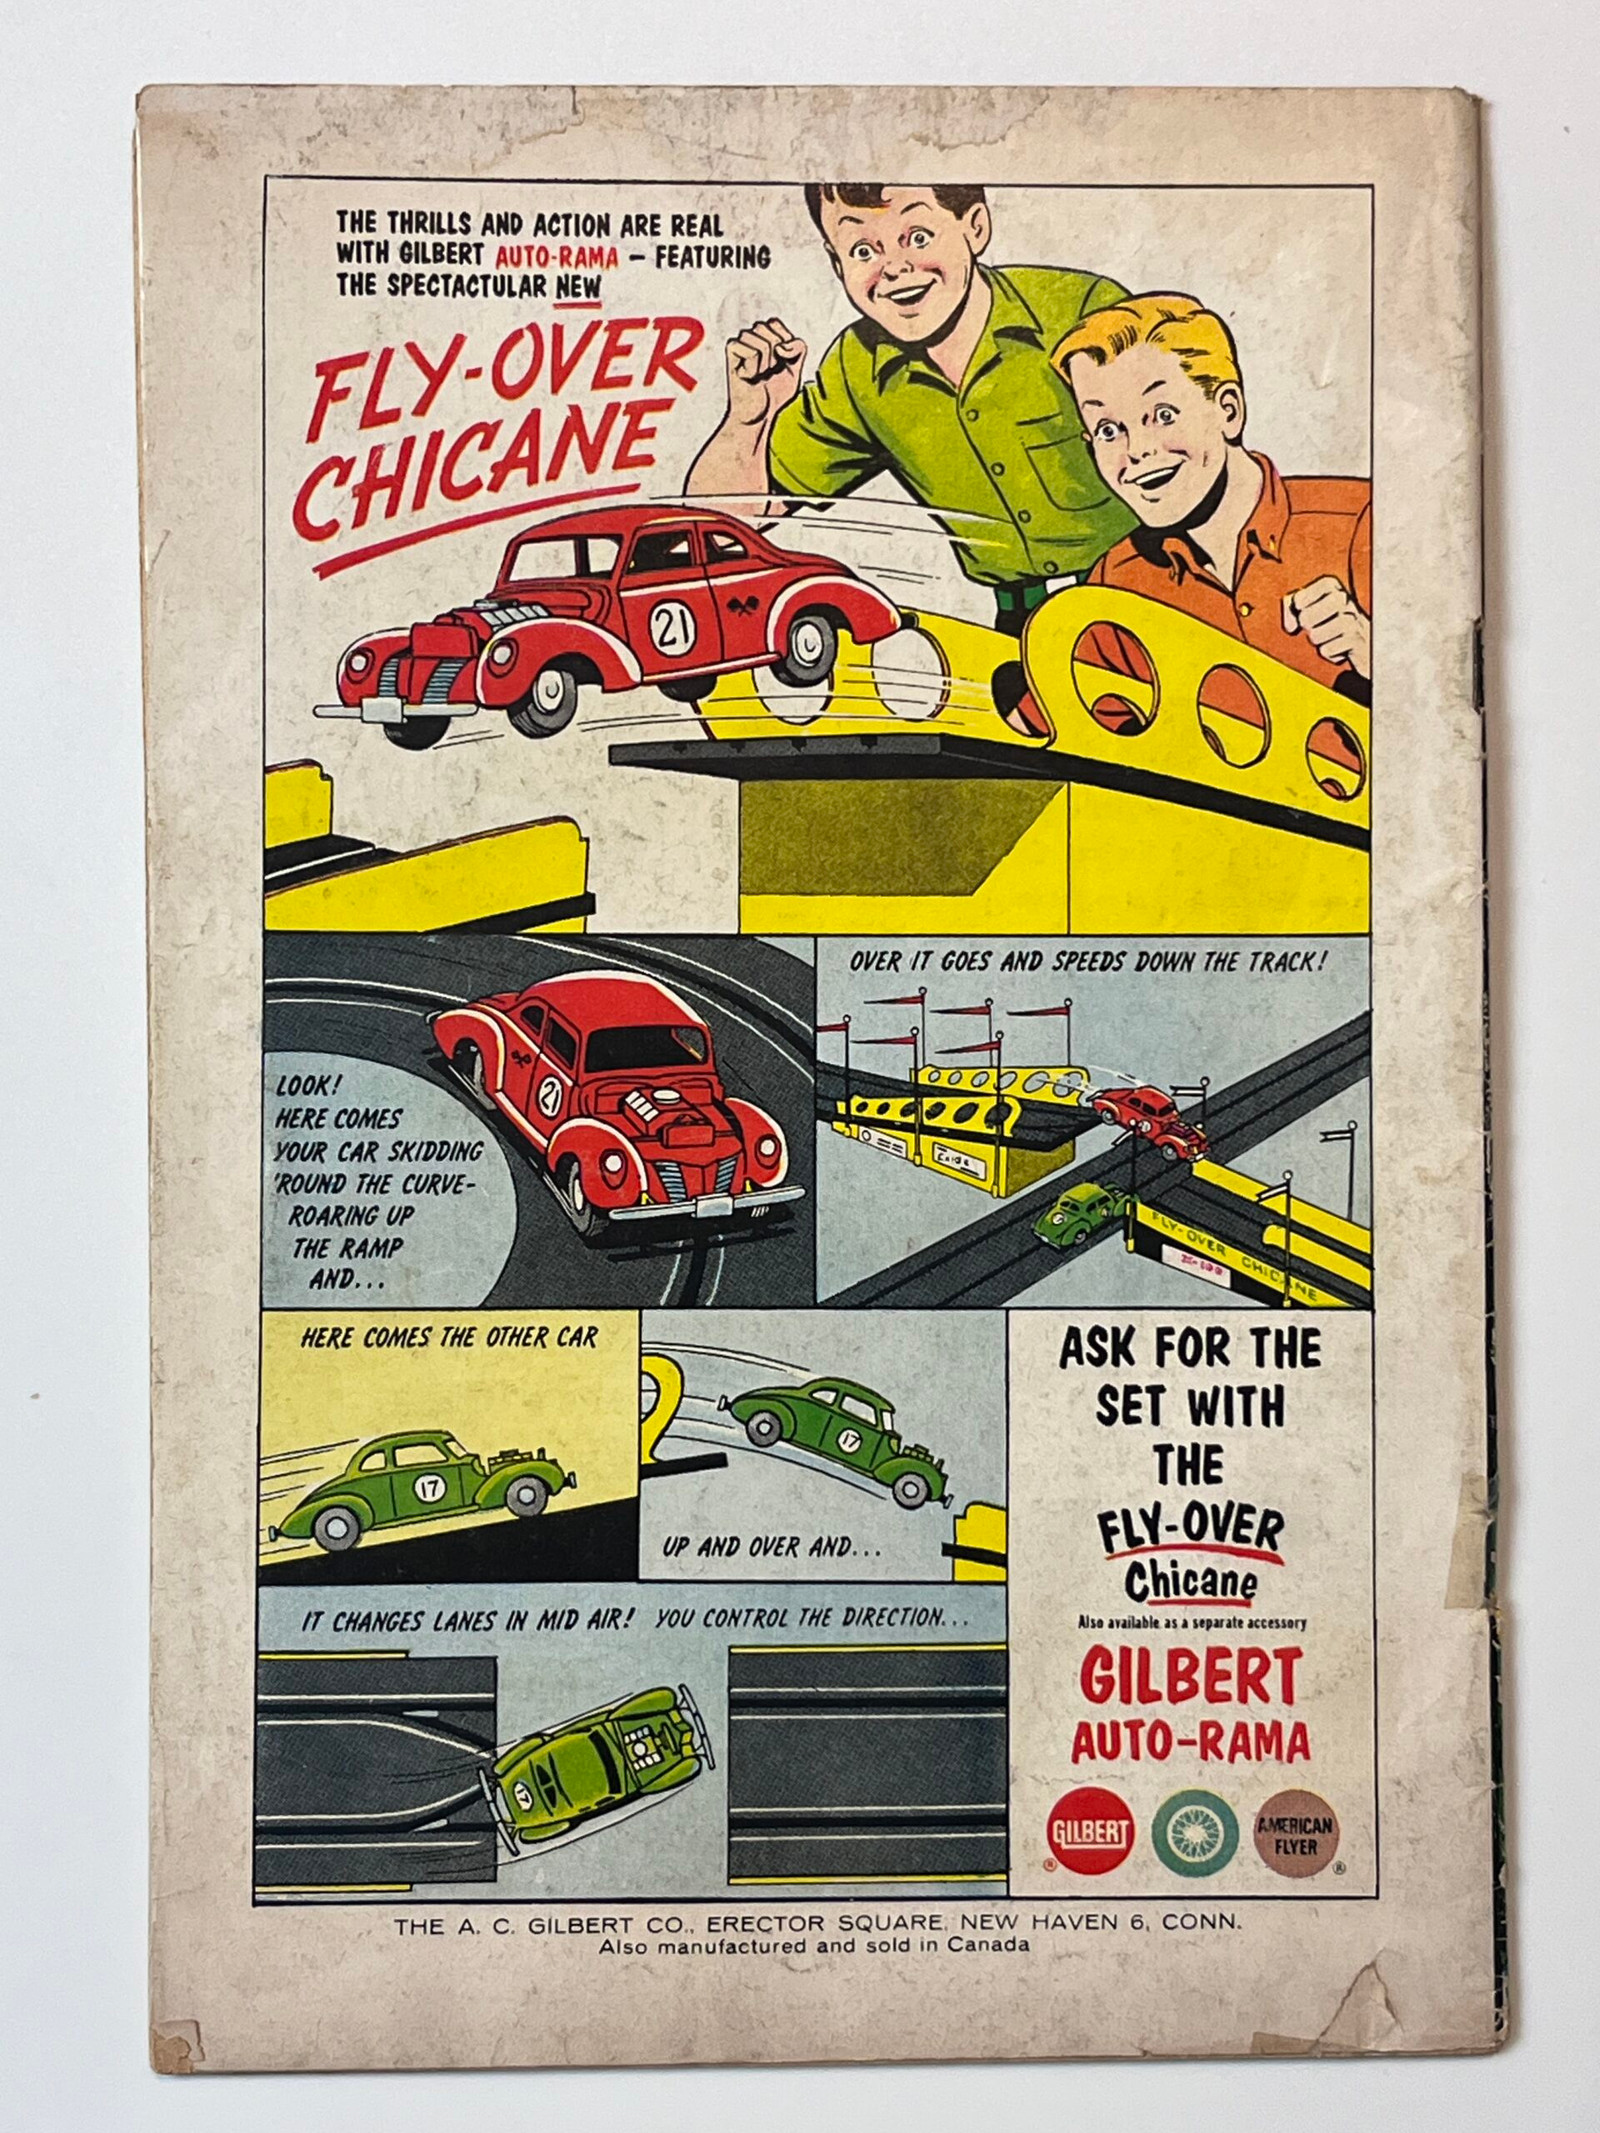 THE THRILLS AND ACTION ARE REAL
WITH GILBERT AUTO-RAMA – FEATURING
THE SPECTACTULAR NEW
FLY-OVER
CHICANE
21
LOOK!
HERE COMES
YOUR CAR SKIDDING
'ROUND THE CURVE-
ROARING UP
THE RAMP
AND...
21
OVER IT GOES AND SPEEDS DOWN THE TRACK!
Exide
FLY-OVER CHICANE
HERE COMES THE OTHER CAR
17
17
UP AND OVER AND...
IT CHANGES LANES IN MID AIR! YOU CONTROL THE DIRECTION...
17
ASK FOR THE
SET WITH
THE
FLY-OVER
Chicane
Also available as a separate accessory
GILBERT
AUTO-RAMA
GILBERT
®
AMERICAN
FLYER
®
THE A. C. GILBERT CO., ERECTOR SQUARE, NEW HAVEN 6, CONN.
Also manufactured and sold in Canada